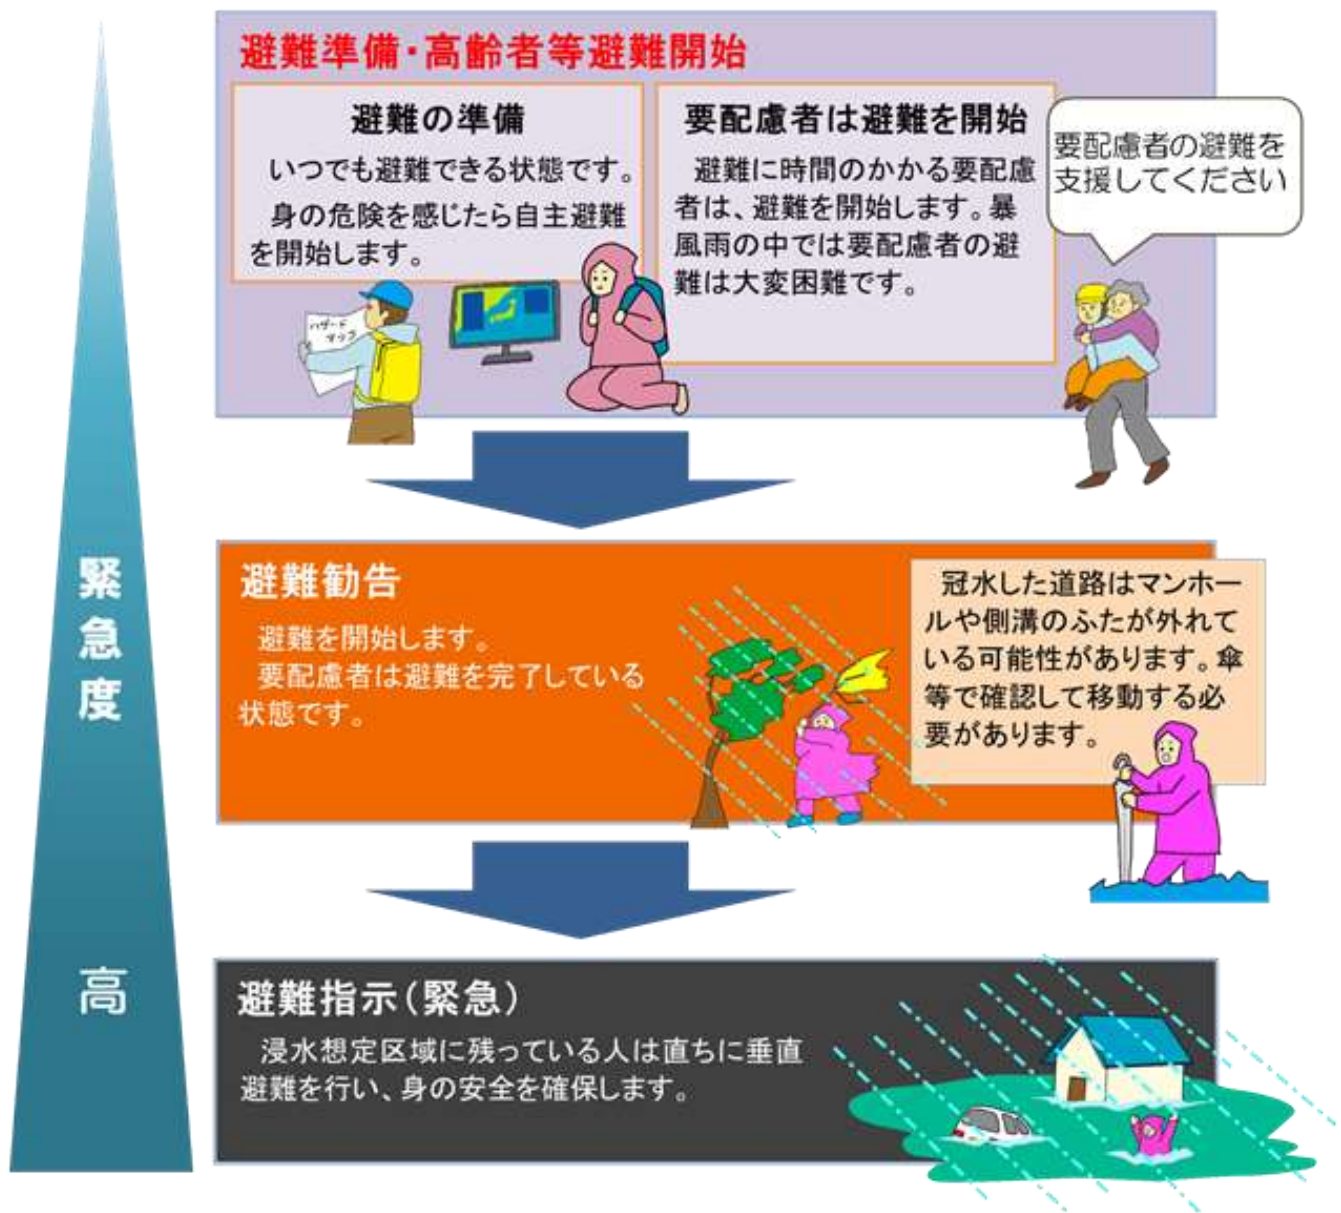 避難準備・高齢者等避難開始
避難の準備
いつでも避難できる状態です。
身の危険を感じたら自主避難
を開始します。
要配慮者は避難を開始
避難に時間のかかる要配慮
者は、避難を開始します。暴
風雨の中では要配慮者の避
難は大変困難です。
要配慮者の避難を
支援してください
ハザード
マップ
緊急度
高
避難勧告
避難を開始します。
要配慮者は避難を完了している
状態です。
冠水した道路はマンホー
ルや側溝のふたが外れて
いる可能性があります。傘
等で確認して移動する必
要があります。
避難指示(緊急)
浸水想定区域に残っている人は直ちに垂直
避難を行い、身の安全を確保します。